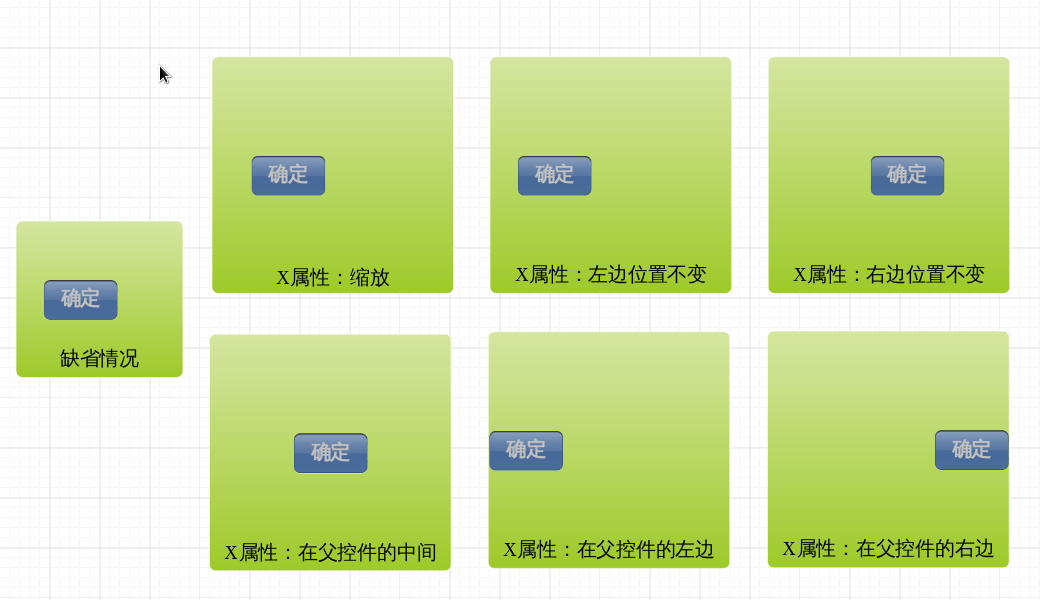 确定
X属性：缩放
确定
X属性：左边位置不变
确定
X属性：右边位置不变
确定
缺省情况
确定
X属性：在父控件的中间
确定
X属性：在父控件的左边
确定
X属性：在父控件的右边